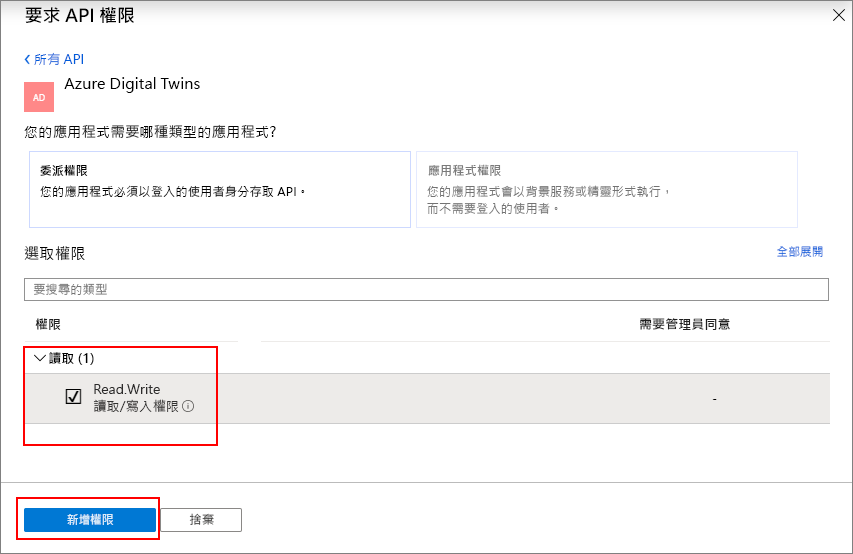 要求 API 權限
所有 API
AD
Azure Digital Twins
您的應用程式需要哪種類型的應用程式?
委派權限
您的應用程式必須以登入的使用者身分存取 API。
應用程式權限
您的應用程式會以背景服務或精靈形式執行，
而不需要登入的使用者。
選取權限
全部展開
要搜尋的類型
權限
需要管理員同意
讀取 (1)
Read.Write
讀取/寫入權限
-
新增權限
捨棄